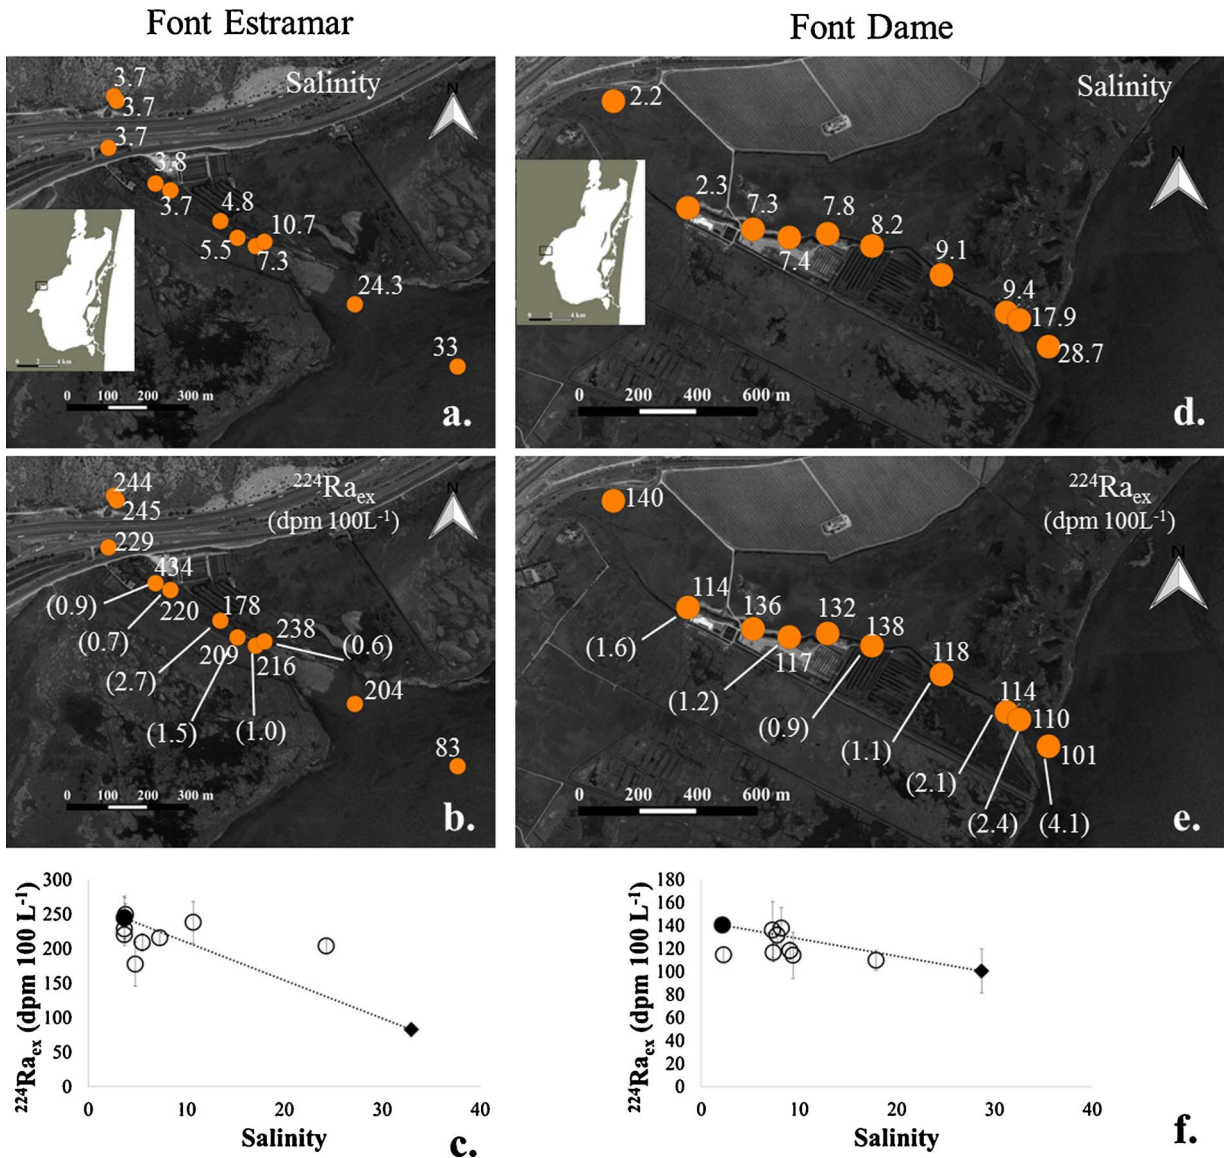 Font Estramar
Font Dame
Salinity
N
3.7
3.7
3.7
3.8
3.7
4.8
5.5
10.7
7.3
24.3
33
0 2 4 km
0 100 200 300 m
a.
Salinity
N
2.2
2.3
7.3
7.4
7.8
8.2
9.1
9.4
17.9
28.7
0 2 4 km
0 200 400 600 m
d.
²²⁴Raₑₓ
(dpm 100L⁻¹)
N
244
245
229
434
(0.9)
220
(0.7)
178
(2.7)
209
(1.5)
238
(0.6)
216
(1.0)
204
83
0 100 200 300 m
b.
²²⁴Raₑₓ
(dpm 100L⁻¹)
N
140
114
(1.6)
136
117
(1.2)
132
138
(0.9)
118
(1.1)
114
(2.1)
110
(2.4)
101
(4.1)
0 200 400 600 m
e.
²²⁴Raₑₓ (dpm 100 L⁻¹)
300
250
200
150
100
50
0
0 10 20 30 40
Salinity
c.
²²⁴Raₑₓ (dpm 100 L⁻¹)
180
160
140
120
100
80
60
40
20
0
0 10 20 30 40
Salinity
f.